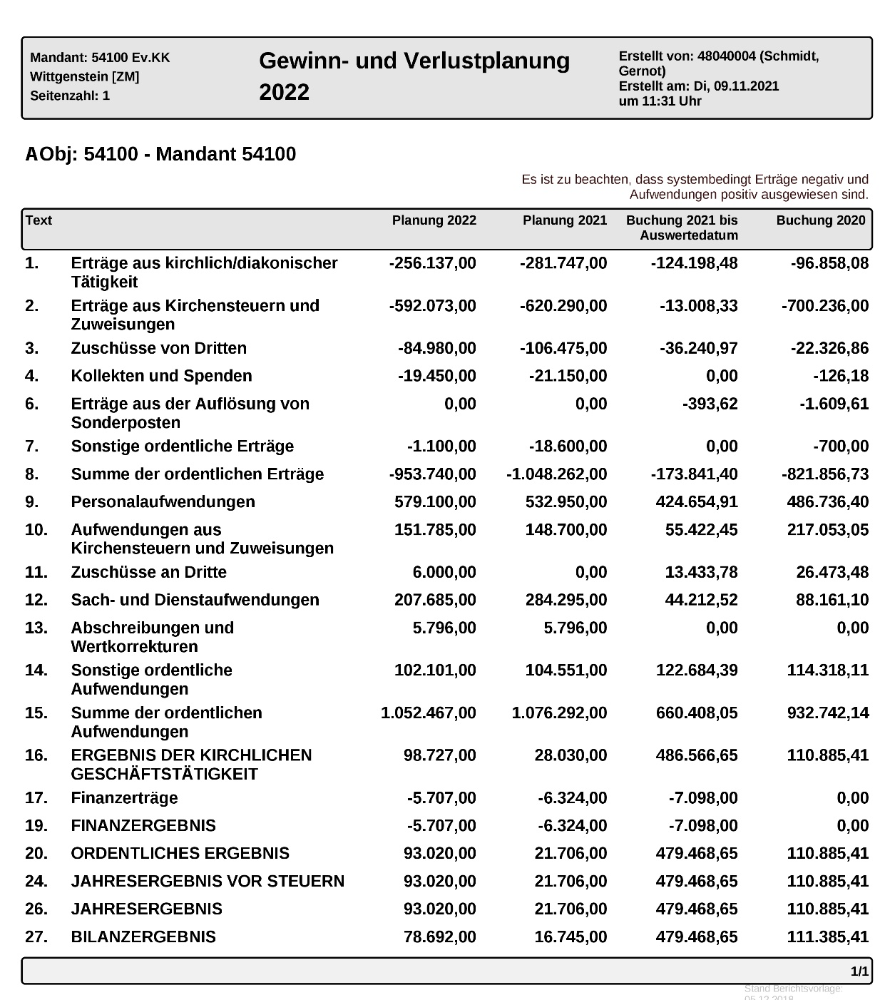 Mandant: 54100 Ev.KK
Wittgenstein [ZM]
Seitenzahl: 1
Gewinn- und Verlustplanung
2022
Erstellt von: 48040004 (Schmidt,
Gernot)
Erstellt am: Di, 09.11.2021
um 11:31 Uhr
AObj: 54100 - Mandant 54100
Es ist zu beachten, dass systembedingt Erträge negativ und
Aufwendungen positiv ausgewiesen sind.
Text Planung 2022 Planung 2021 Buchung 2021 bis Buchung 2020
Auswertedatum
1. Erträge aus kirchlich/diakonischer -256.137,00 -281.747,00 -124.198,48 -96.858,08
Tätigkeit
2. Erträge aus Kirchensteuern und -592.073,00 -620.290,00 -13.008,33 -700.236,00
Zuweisungen
3. Zuschüsse von Dritten -84.980,00 -106.475,00 -36.240,97 -22.326,86
4. Kollekten und Spenden -19.450,00 -21.150,00 0,00 -126,18
6. Erträge aus der Auflösung von 0,00 0,00 -393,62 -1.609,61
Sonderposten
7. Sonstige ordentliche Erträge -1.100,00 -18.600,00 0,00 -700,00
8. Summe der ordentlichen Erträge -953.740,00 -1.048.262,00 -173.841,40 -821.856,73
9. Personalaufwendungen 579.100,00 532.950,00 424.654,91 486.736,40
10. Aufwendungen aus 151.785,00 148.700,00 55.422,45 217.053,05
Kirchensteuern und Zuweisungen
11. Zuschüsse an Dritte 6.000,00 0,00 13.433,78 26.473,48
12. Sach- und Dienstaufwendungen 207.685,00 284.295,00 44.212,52 88.161,10
13. Abschreibungen und 5.796,00 5.796,00 0,00 0,00
Wertkorrekturen
14. Sonstige ordentliche 102.101,00 104.551,00 122.684,39 114.318,11
Aufwendungen
15. Summe der ordentlichen 1.052.467,00 1.076.292,00 660.408,05 932.742,14
Aufwendungen
16. ERGEBNIS DER KIRCHLICHEN 98.727,00 28.030,00 486.566,65 110.885,41
GESCHÄFTSTÄTIGKEIT
17. Finanzerträge -5.707,00 -6.324,00 -7.098,00 0,00
19. FINANZERGEBNIS -5.707,00 -6.324,00 -7.098,00 0,00
20. ORDENTLICHES ERGEBNIS 93.020,00 21.706,00 479.468,65 110.885,41
24. JAHRESERGEBNIS VOR STEUERN 93.020,00 21.706,00 479.468,65 110.885,41
26. JAHRESERGEBNIS 93.020,00 21.706,00 479.468,65 110.885,41
27. BILANZERGEBNIS 78.692,00 16.745,00 479.468,65 111.385,41
1/1
Stand Berichtsvorlage:
05.12.2018